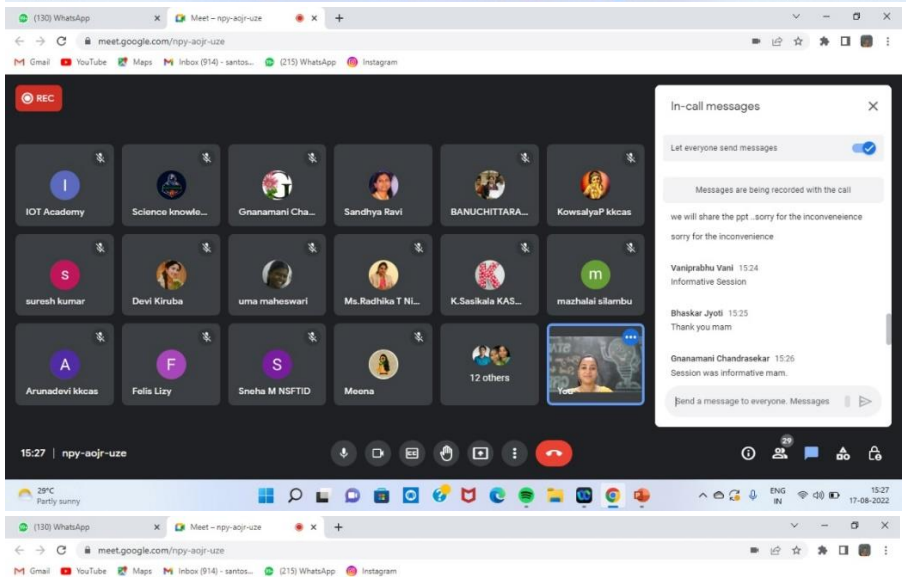 (130) WhatsApp
Meet – npy-aojr-uze
meet.google.com/npy-aojr-uze
Gmail
YouTube
Maps
Inbox (914) - santos...
(215) WhatsApp
Instagram
REC
In-call messages
Let everyone send messages
Messages are being recorded with the call
we will share the ppt ..sorry for the inconveneience
sorry for the inconvenience
Vaniprabhu Vani 15:24
Informative Session
Bhaskar Jyoti 15:25
Thank you mam
Gnanamani Chandrasekar 15:26
Session was informative mam.
Send a message to everyone. Messages
I
IOT Academy
Science knowle...
Gnanamani Cha...
Sandhya Ravi
BANUCHITTARA...
KowsalyaP kkcas
S
suresh kumar
Devi Kiruba
uma maheswari
Ms.Radhika T Ni...
K
K.Sasikala KAS...
m
mazhalai silambu
A
Arunadevi kkcas
F
Felis Lizy
S
Sneha M NSFTID
Meena
12 others
You
15:27 | npy-aojr-uze
29
29°C
Partly sunny
ENG
IN
15:27
17-08-2022
(130) WhatsApp
Meet – npy-aojr-uze
meet.google.com/npy-aojr-uze
Gmail
YouTube
Maps
Inbox (914) - santos...
(215) WhatsApp
Instagram